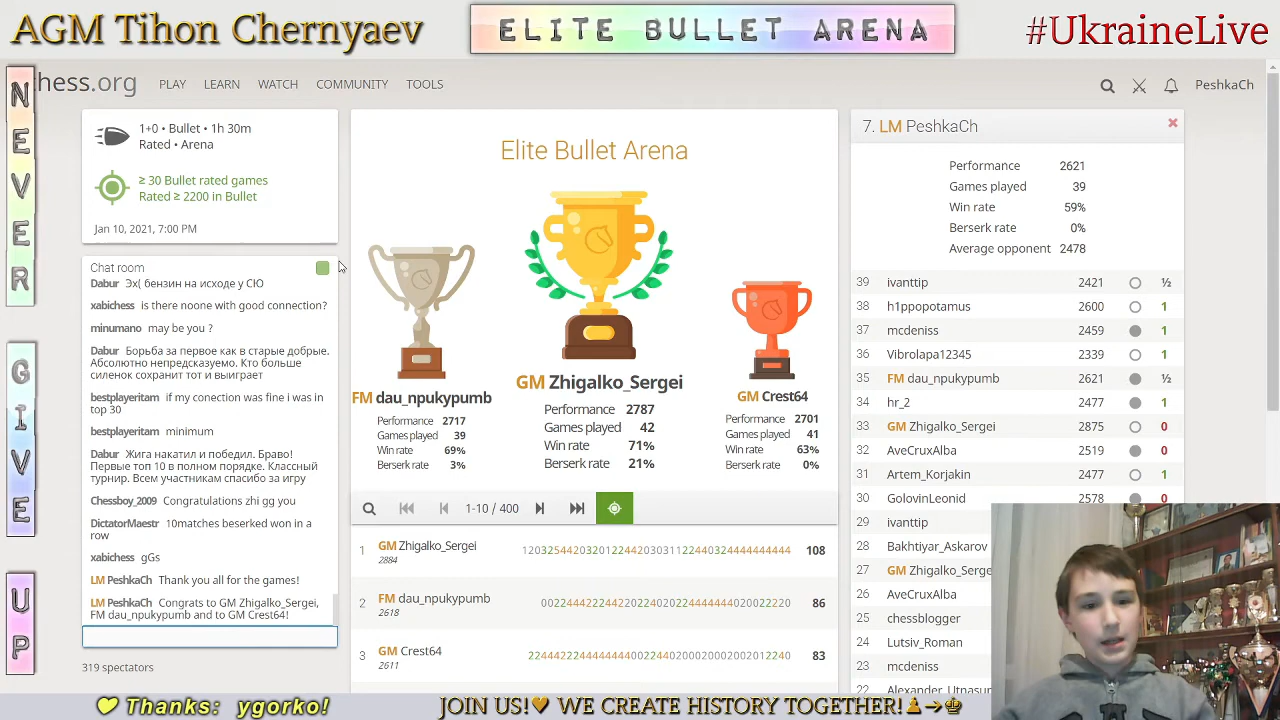 AGM Tihon Chernyaev
ELITE BULLET ARENA
#UkraineLive
NEVER
GIVE
UP
hess.org
PLAY
LEARN
WATCH
COMMUNITY
TOOLS
PeshkaCh
1+0 • Bullet • 1h 30m
Rated • Arena
≥ 30 Bullet rated games
Rated ≥ 2200 in Bullet
Jan 10, 2021, 7:00 PM
Chat room
Dabur Эх( бензин на исходе у СЮ
xabichess is there noone with good connection?
minumano may be you ?
Dabur Борьба за первое как в старые добрые.
Абсолютно непредсказуемо. Кто больше
силенок сохранит тот и выиграет
bestplayeritam if my conection was fine i was in
top 30
bestplayeritam minimum
Dabur Жига накатил и победил. Браво!
Первые топ 10 в полном порядке. Классный
турнир. Всем участникам спасибо за игру
Chessboy_2009 Congratulations zhi gg you
DictatorMaestr 10matches beserked won in a
row
xabichess gGs
LM PeshkaCh Thank you all for the games!
LM PeshkaCh Congrats to GM Zhigalko_Sergei,
FM dau_npukypumb and to GM Crest64!
319 spectators
Elite Bullet Arena
FM dau_npukypumb
Performance 2717
Games played 39
Win rate 69%
Berserk rate 3%
GM Zhigalko_Sergei
Performance 2787
Games played 42
Win rate 71%
Berserk rate 21%
GM Crest64
Performance 2701
Games played 41
Win rate 63%
Berserk rate 0%
1-10 / 400
1 GM Zhigalko_Sergei 108
2884
2 FM dau_npukypumb 86
2618
3 GM Crest64 83
2611
7. LM PeshkaCh
Performance 2621
Games played 39
Win rate 59%
Berserk rate 0%
Average opponent 2478
39 ivanttip 2421 ½
38 h1ppopotamus 2600 1
37 mcdeniss 2459 1
36 Vibrolapa12345 2339 1
35 FM dau_npukypumb 2621 ½
34 hr_2 2477 1
33 GM Zhigalko_Sergei 2875 0
32 AveCruxAlba 2519 0
31 Artem_Korjakin 2477 1
30 GolovinLeonid 2578 0
29 ivanttip
28 Bakhtiyar_Askarov
27 GM Zhigalko_Serge
26 AveCruxAlba
25 chessblogger
24 Lutsiv_Roman
23 mcdeniss
22 Alexander_Utnasun
Thanks: ygorko!
JOIN US! WE CREATE HISTORY TOGETHER!